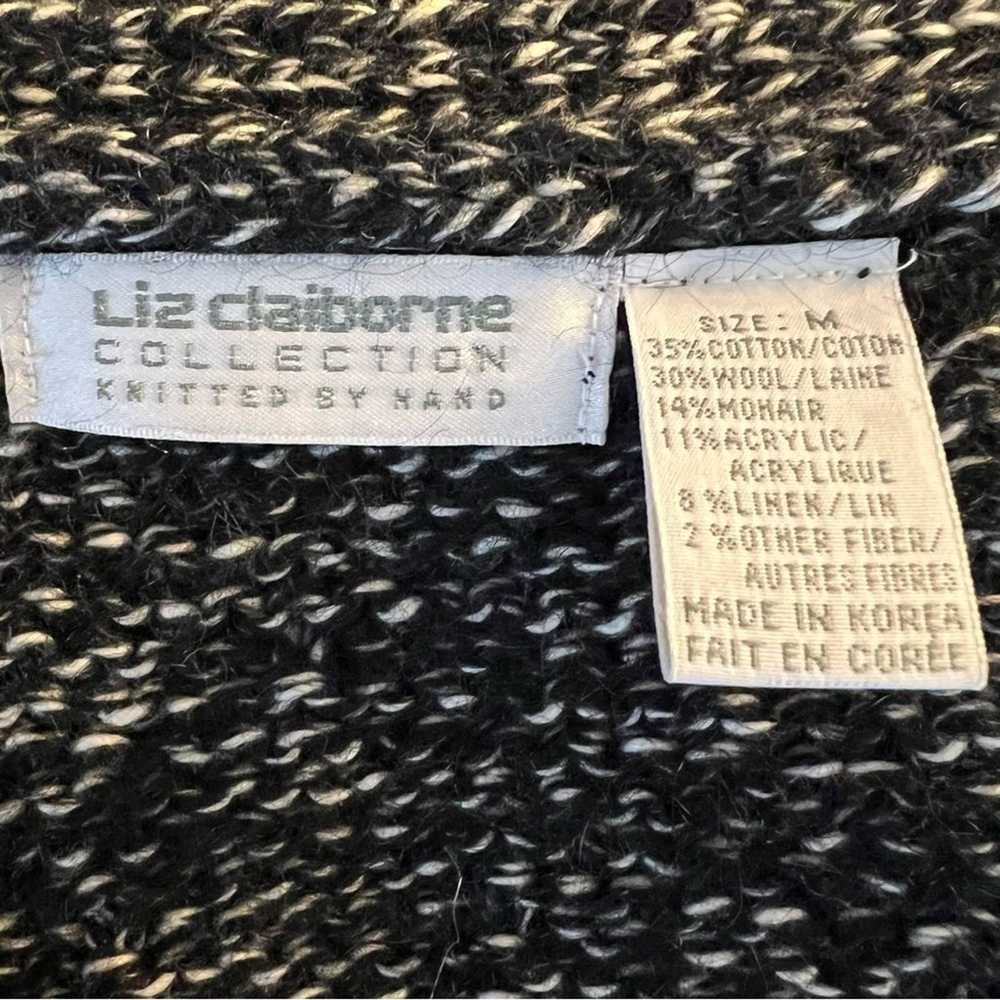 Liz claiborne
COLLECTION
KNITTED BY HAND
SIZE: M
35%COTTON/COTON
30%WOOL/LAINE
14%MOHAIR
11%ACRYLIC/
ACRYLIQUE
8%LINEN/LIN
2%OTHER FIBER/
AUTRES FIBRES
MADE IN KOREA
FAIT EN CORÉE